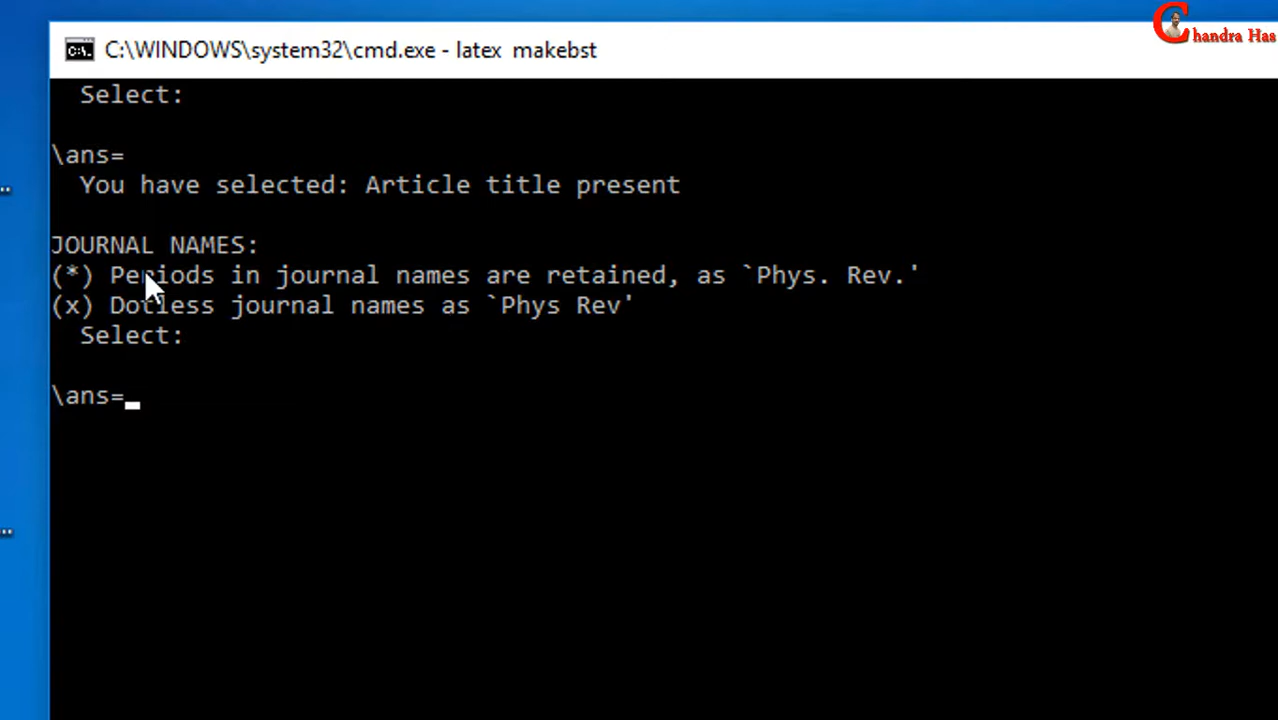 Chandra Has
C:\WINDOWS\system32\cmd.exe - latex  makebst
Select:
\ans=
You have selected: Article title present
JOURNAL NAMES:
(*) Periods in journal names are retained, as `Phys. Rev.'
(x) Dotless journal names as `Phys Rev'
Select:
\ans=